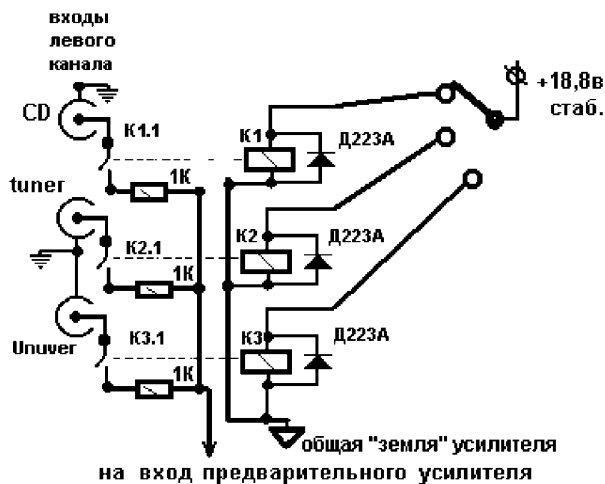 входы
левого
канала
CD
К1.1
1К
К1
Д223А
+18,8в
стаб.
tuner
К2.1
1К
К2
Д223А
Unuver
К3.1
1К
К3
Д223А
общая "земля" усилителя
на вход предварительного усилителя